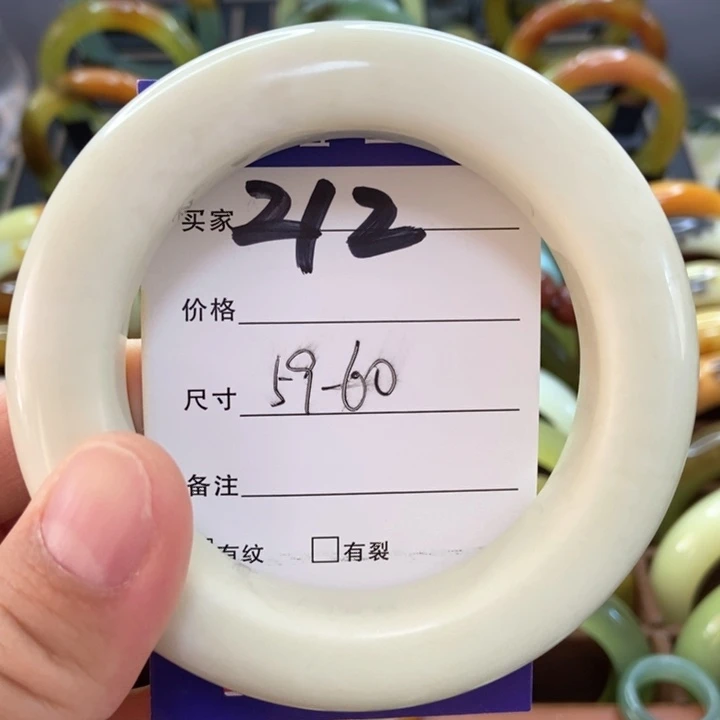 买家 212
价格
尺寸 59-60
备注
有纹 有裂